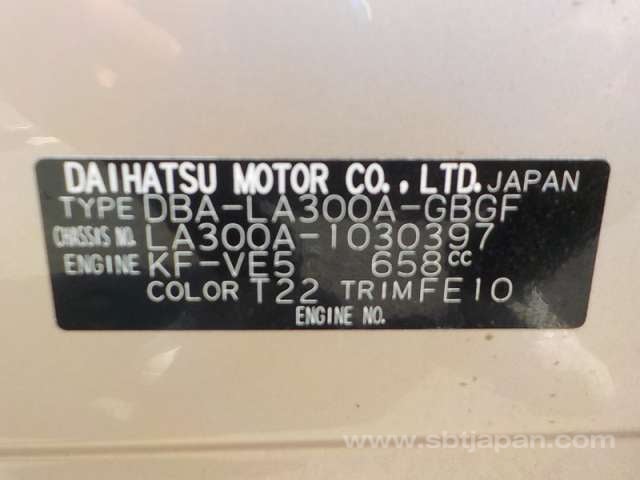 DAIHATSU MOTOR CO., LTD. JAPAN
TYPE DBA-LA300A-GBGF
CHASSIS NO. LA300A-1030397
ENGINE KF-VE5 658cc
COLOR T22 TRIM FE10
ENGINE NO.
www.sbtjapan.com